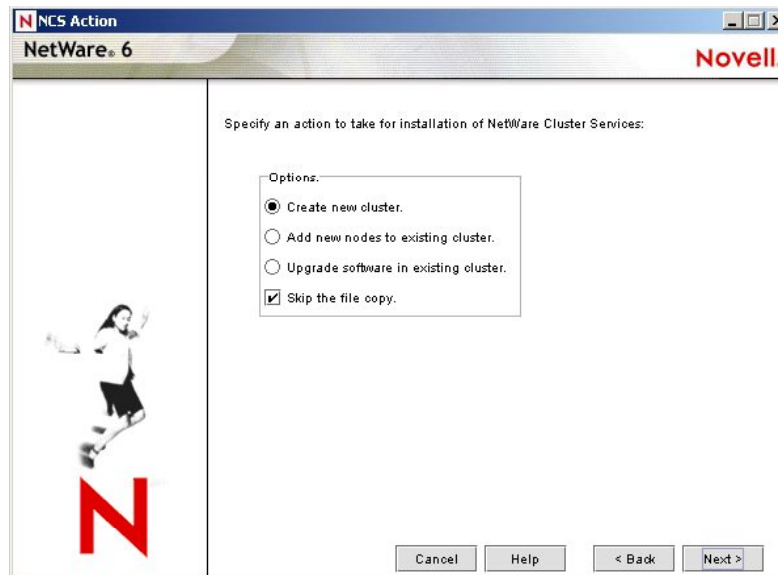 NCS Action
NetWare® 6
Novell.
Specify an action to take for installation of NetWare Cluster Services:
Options.
Create new cluster.
Add new nodes to existing cluster.
Upgrade software in existing cluster.
Skip the file copy.
N
Cancel Help < Back Next >